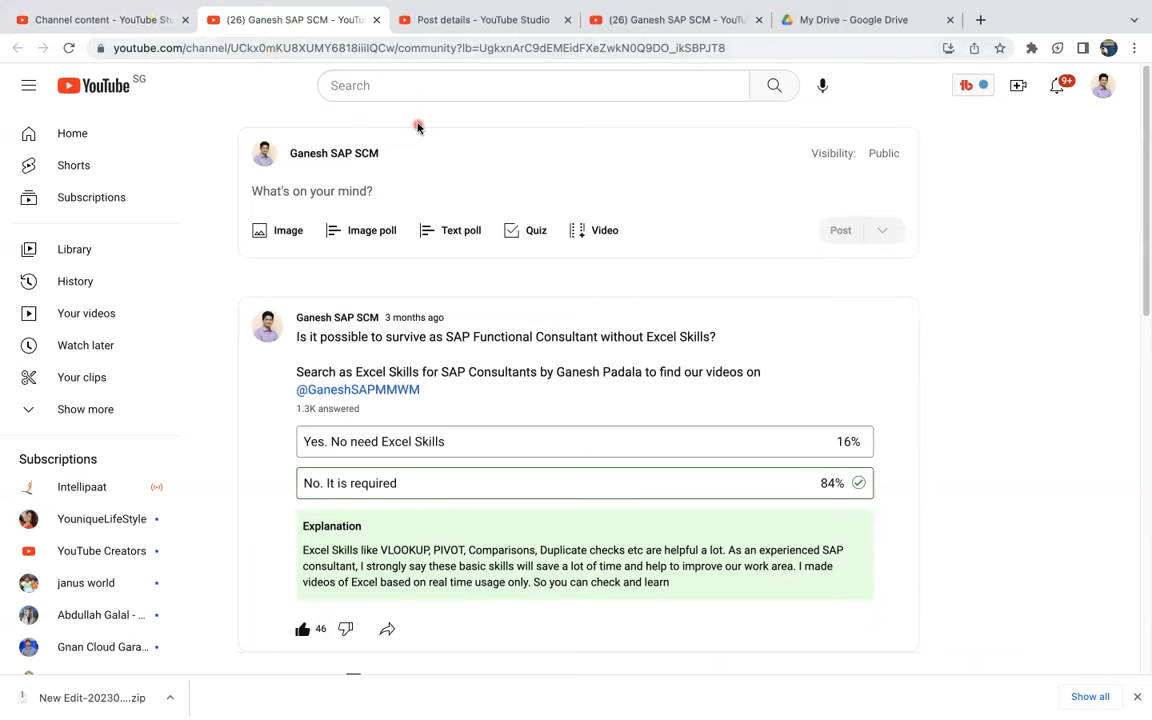 Channel content - YouTube Stu
(26) Ganesh SAP SCM - YouTu
Post details - YouTube Studio
(26) Ganesh SAP SCM - YouTu
My Drive - Google Drive
youtube.com/channel/UCkx0mKU8XUMY6818iiilQCw/community?lb=UgkxnArC9dEMEidFXeZwkN0Q9DO_ikSBPJT8
YouTube SG
Search
9+
Home
Shorts
Subscriptions
Library
History
Your videos
Watch later
Your clips
Show more
Subscriptions
Intellipaat
YouniqueLifeStyle
YouTube Creators
janus world
Abdullah Galal - ...
Gnan Cloud Gara...
Ganesh SAP SCM
Visibility: Public
What's on your mind?
Image Image poll Text poll Quiz Video Post
Ganesh SAP SCM 3 months ago
Is it possible to survive as SAP Functional Consultant without Excel Skills?
Search as Excel Skills for SAP Consultants by Ganesh Padala to find our videos on
@GaneshSAPMMWM
1.3K answered
Yes. No need Excel Skills 16%
No. It is required 84%
Explanation
Excel Skills like VLOOKUP, PIVOT, Comparisons, Duplicate checks etc are helpful a lot. As an experienced SAP
consultant, I strongly say these basic skills will save a lot of time and help to improve our work area. I made
videos of Excel based on real time usage only. So you can check and learn
46
New Edit-20230....zip
Show all